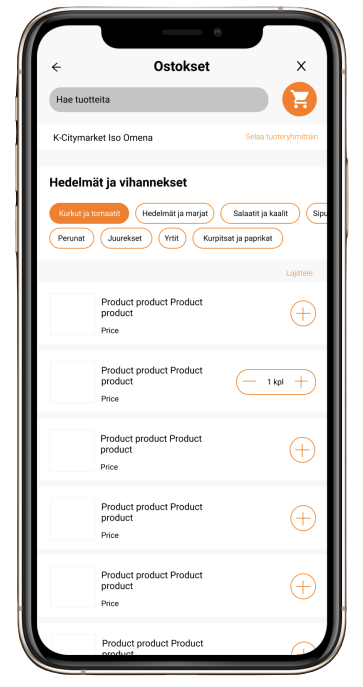 Ostokset
Hae tuotteita
K-Citymarket Iso Omena
Selaa tuoteryhmittäin
Hedelmät ja vihannekset
Kurkut ja tomaatit
Hedelmät ja marjat
Salaatit ja kaalit
Sipu
Perunat
Juurekset
Yrtit
Kurpitsat ja paprikat
Lajittele
Product product Product
product
Price
Product product Product
product
Price
1 kpl
Product product Product
product
Price
Product product Product
product
Price
Product product Product
product
Price
Product product Product
product